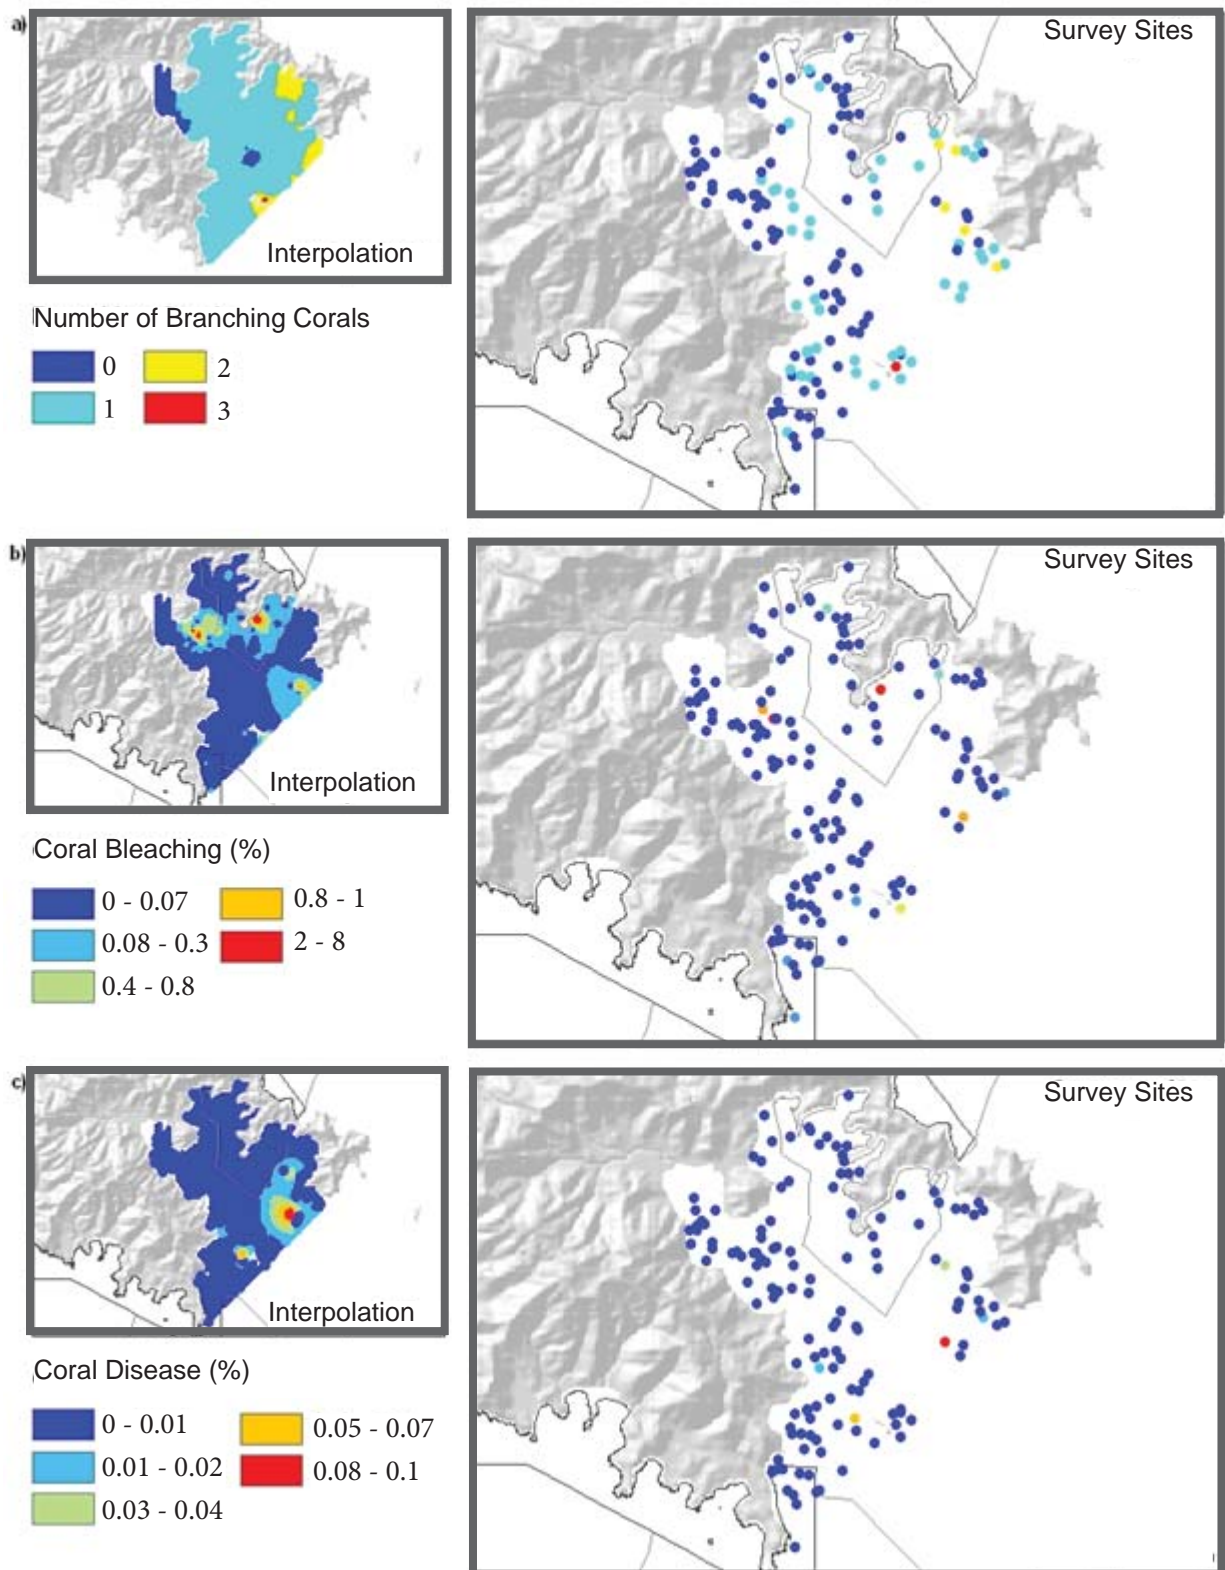 a)
Survey Sites
Interpolation
Number of Branching Corals
0
2
1
3
b)
Survey Sites
Interpolation
Coral Bleaching (%)
0 - 0.07
0.8 - 1
0.08 - 0.3
2 - 8
0.4 - 0.8
c)
Survey Sites
Interpolation
Coral Disease (%)
0 - 0.01
0.05 - 0.07
0.01 - 0.02
0.08 - 0.1
0.03 - 0.04